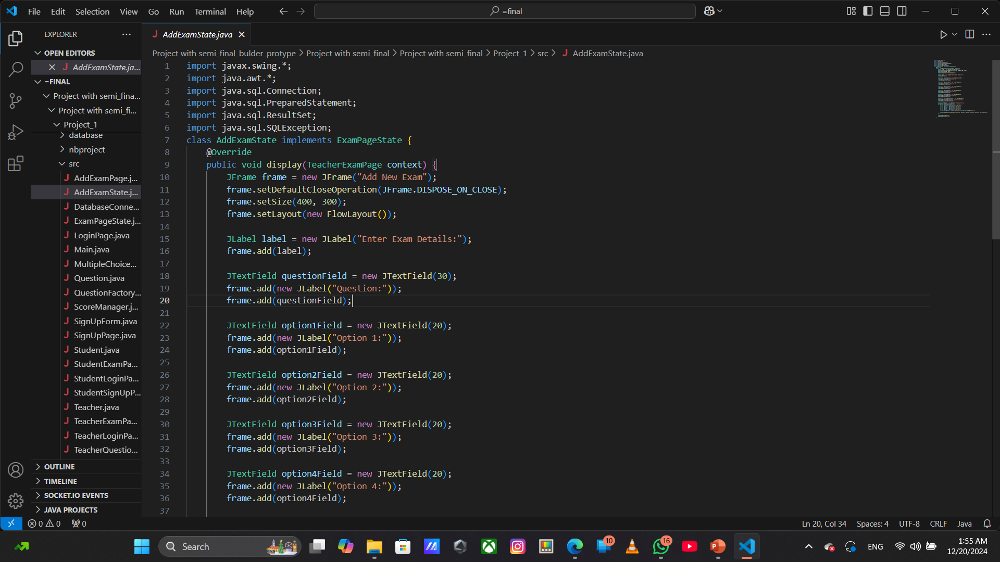 File Edit Selection View Go Run Terminal Help
=final
EXPLORER
OPEN EDITORS
AddExamState.ja...
=FINAL
Project with semi_fina...
Project with semi_fi...
Project_1
database
nbproject
src
AddExamPage.j...
AddExamState.j...
DatabaseConne...
ExamPageState.j...
LoginPage.java
Main.java
MultipleChoice...
Question.java
QuestionFactory...
ScoreManager.j...
SignUpForm.java
SignUpPage.java
Student.java
StudentExamPa...
StudentLoginPa...
StudentSignUpP...
Teacher.java
TeacherExamPa...
TeacherLoginPa...
TeacherQuestio...
OUTLINE
TIMELINE
SOCKET.IO EVENTS
JAVA PROJECTS
AddExamState.java
Project with semi_final_bulder_protype > Project with semi_final > Project with semi_final > Project_1 > src > AddExamState.java
1 import javax.swing.*;
2 import java.awt.*;
3 import java.sql.Connection;
4 import java.sql.PreparedStatement;
5 import java.sql.ResultSet;
6 import java.sql.SQLException;
7 class AddExamState implements ExamPageState {
8 @Override
9 public void display(TeacherExamPage context) {
10 JFrame frame = new JFrame("Add New Exam");
11 frame.setDefaultCloseOperation(JFrame.DISPOSE_ON_CLOSE);
12 frame.setSize(400, 300);
13 frame.setLayout(new FlowLayout());
14
15 JLabel label = new JLabel("Enter Exam Details:");
16 frame.add(label);
17
18 JTextField questionField = new JTextField(30);
19 frame.add(new JLabel("Question:"));
20 frame.add(questionField);
21
22 JTextField option1Field = new JTextField(20);
23 frame.add(new JLabel("Option 1:"));
24 frame.add(option1Field);
25
26 JTextField option2Field = new JTextField(20);
27 frame.add(new JLabel("Option 2:"));
28 frame.add(option2Field);
29
30 JTextField option3Field = new JTextField(20);
31 frame.add(new JLabel("Option 3:"));
32 frame.add(option3Field);
33
34 JTextField option4Field = new JTextField(20);
35 frame.add(new JLabel("Option 4:"));
36 frame.add(option4Field);
37
0 0 0
Ln 20, Col 34 Spaces: 4 UTF-8 CRLF Java
Search
10
16
ENG
1:55 AM
12/20/2024